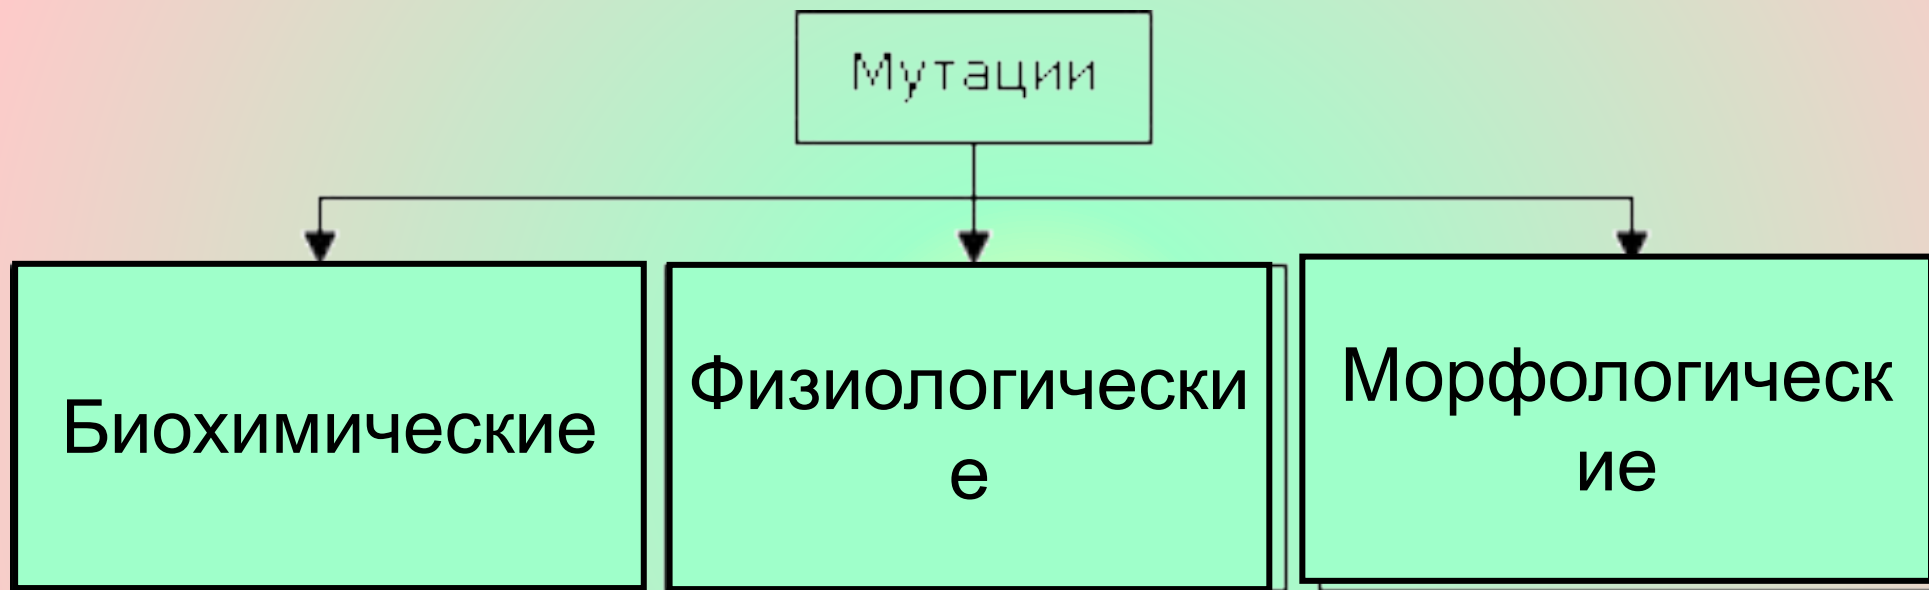 Мутации
Биохимические
Физиологически
е
Морфологическ
ие